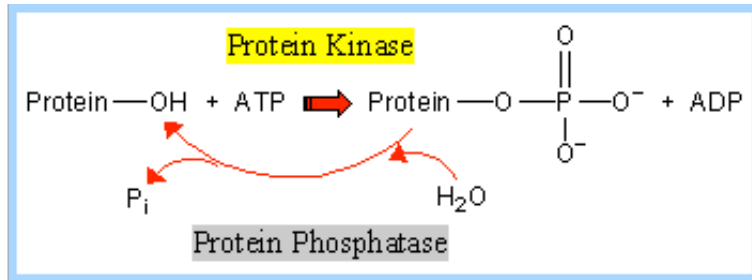 Protein Kinase
O
Protein—OH + ATP Protein—O—P—O⁻ + ADP
O⁻
Pᵢ H₂O
Protein Phosphatase